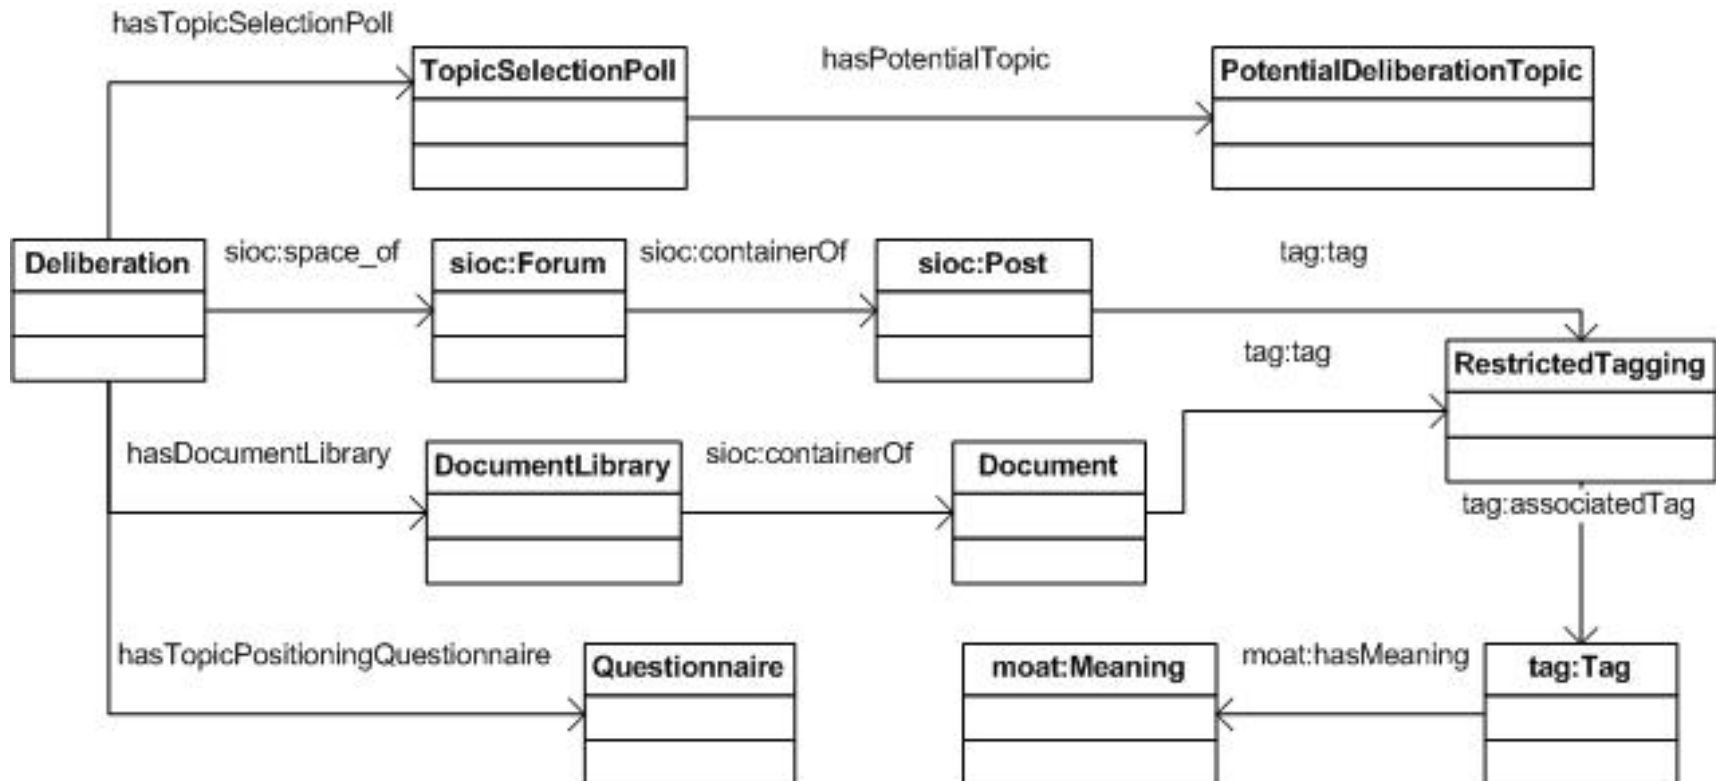 hasTopicSelectionPoll
TopicSelectionPoll
hasPotentialTopic
PotentialDeliberationTopic
Deliberation
sioc:space_of
sioc:Forum
sioc:containerOf
sioc:Post
tag:tag
tag:tag
RestrictedTagging
hasDocumentLibrary
DocumentLibrary
sioc:containerOf
Document
tag:associatedTag
hasTopicPositioningQuestionnaire
Questionnaire
moat:Meaning
moat:hasMeaning
tag:Tag